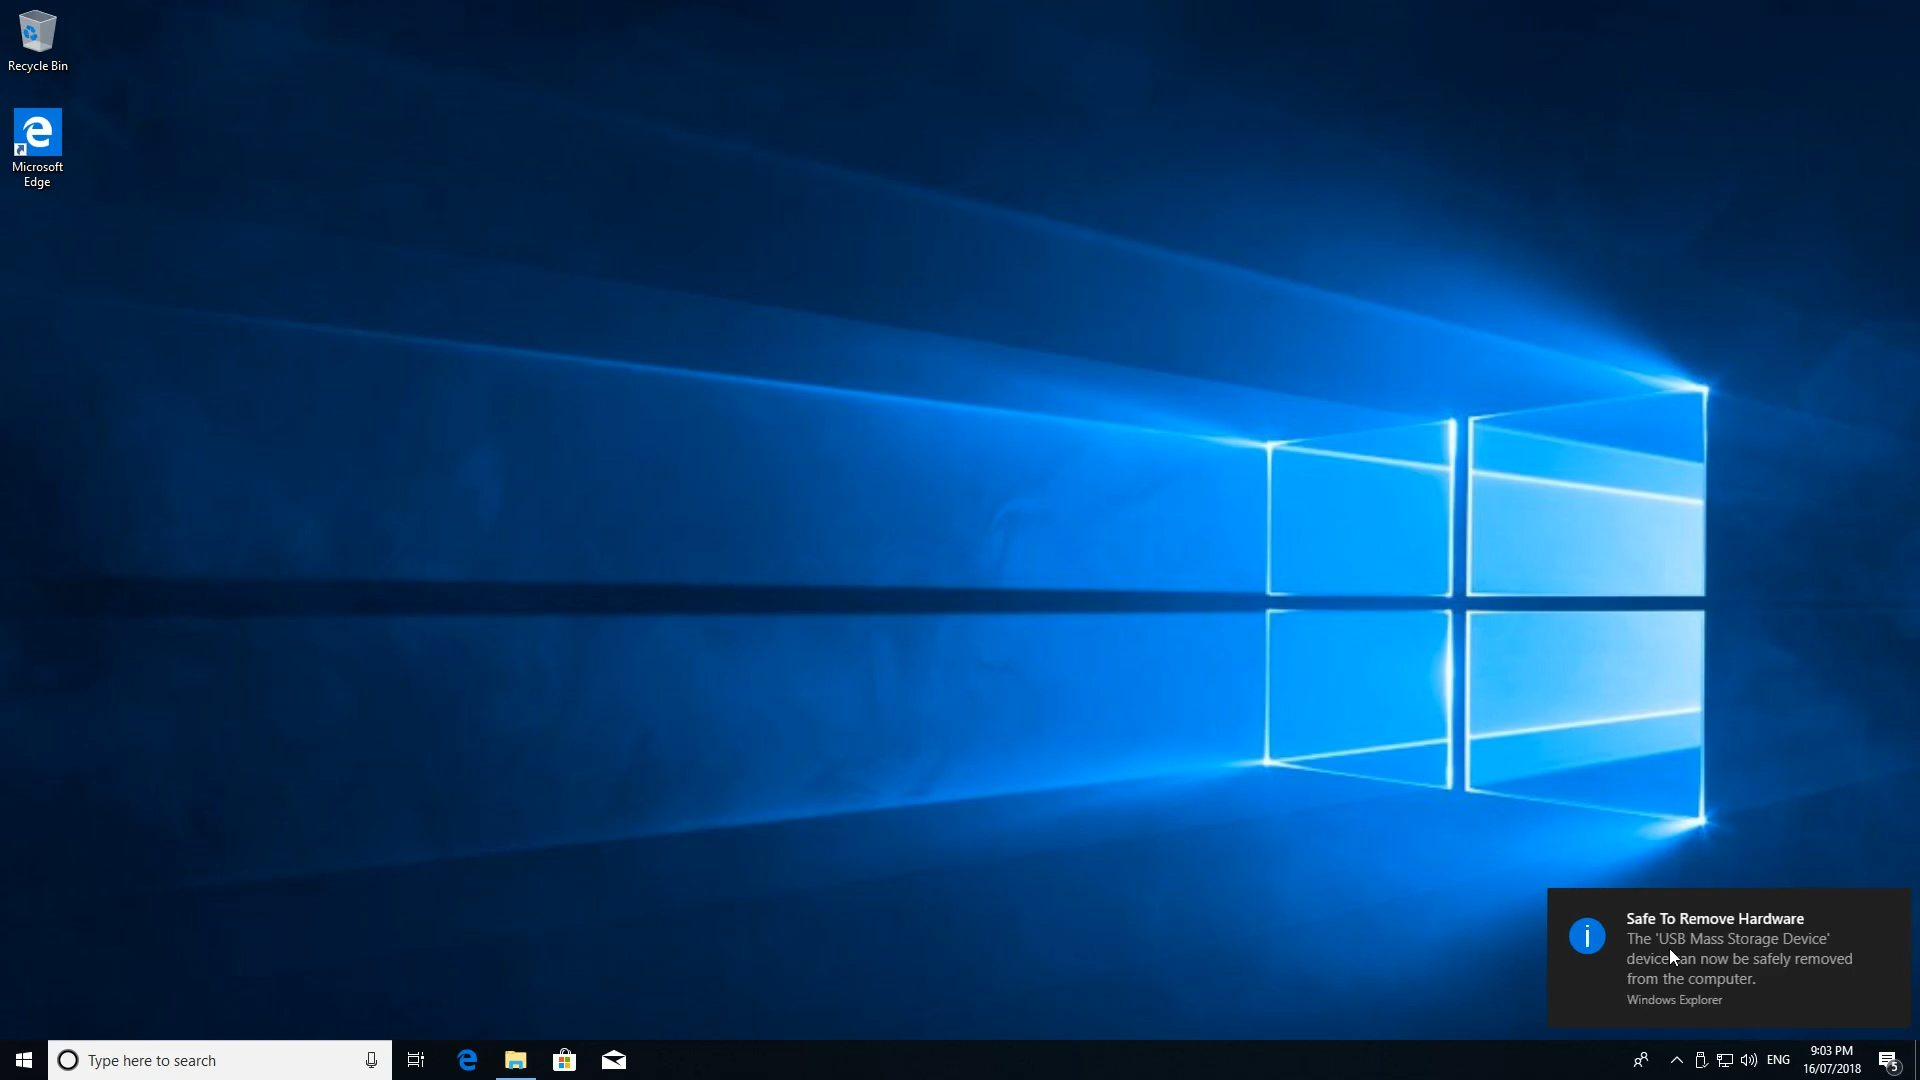 Recycle Bin
Microsoft
Edge
Safe To Remove Hardware
The 'USB Mass Storage Device'
device can now be safely removed
from the computer.
Windows Explorer
Type here to search
ENG
9:03 PM
16/07/2018
5